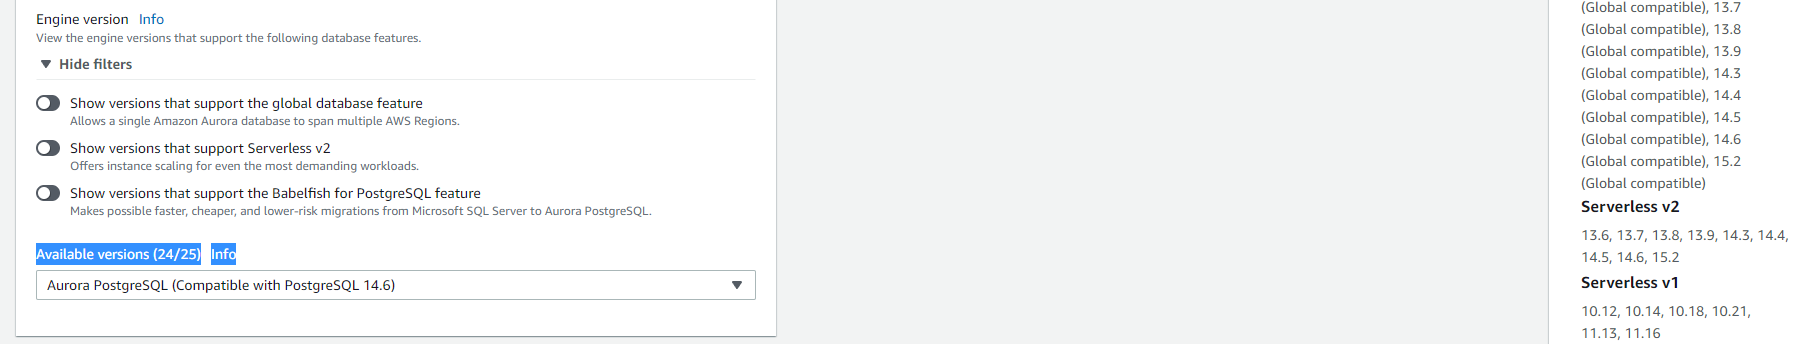 Engine version Info
View the engine versions that support the following database features.
Hide filters
Show versions that support the global database feature
Allows a single Amazon Aurora database to span multiple AWS Regions.
Show versions that support Serverless v2
Offers instance scaling for even the most demanding workloads.
Show versions that support the Babelfish for PostgreSQL feature
Makes possible faster, cheaper, and lower-risk migrations from Microsoft SQL Server to Aurora PostgreSQL.
Available versions (24/25) Info
Aurora PostgreSQL (Compatible with PostgreSQL 14.6)
(Global compatible), 13.7
(Global compatible), 13.8
(Global compatible), 13.9
(Global compatible), 14.3
(Global compatible), 14.4
(Global compatible), 14.5
(Global compatible), 14.6
(Global compatible), 15.2
(Global compatible)
Serverless v2
13.6, 13.7, 13.8, 13.9, 14.3, 14.4,
14.5, 14.6, 15.2
Serverless v1
10.12, 10.14, 10.18, 10.21,
11.13, 11.16